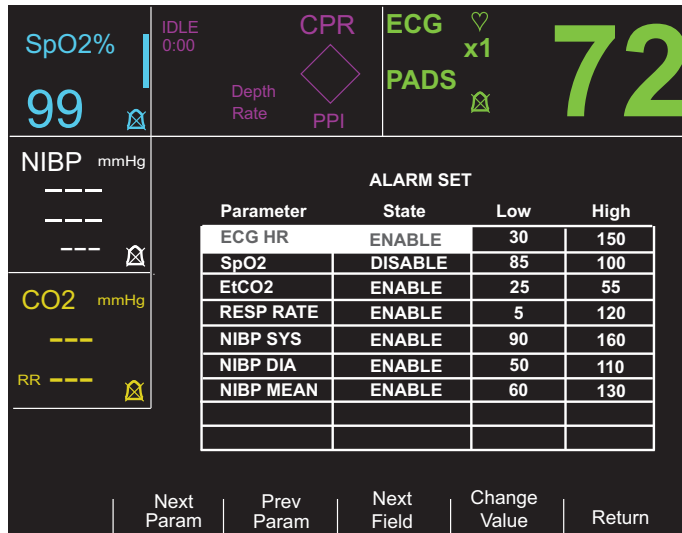 SpO2%
99
IDLE
0:00
CPR
Depth
Rate
PPI
ECG
x1
PADS
72
NIBP mmHg
---
---
---
CO2 mmHg
---
RR ---
ALARM SET
Parameter State Low High
ECG HR ENABLE 30 150
SpO2 DISABLE 85 100
EtCO2 ENABLE 25 55
RESP RATE ENABLE 5 120
NIBP SYS ENABLE 90 160
NIBP DIA ENABLE 50 110
NIBP MEAN ENABLE 60 130
Next Param
Prev Param
Next Field
Change Value
Return